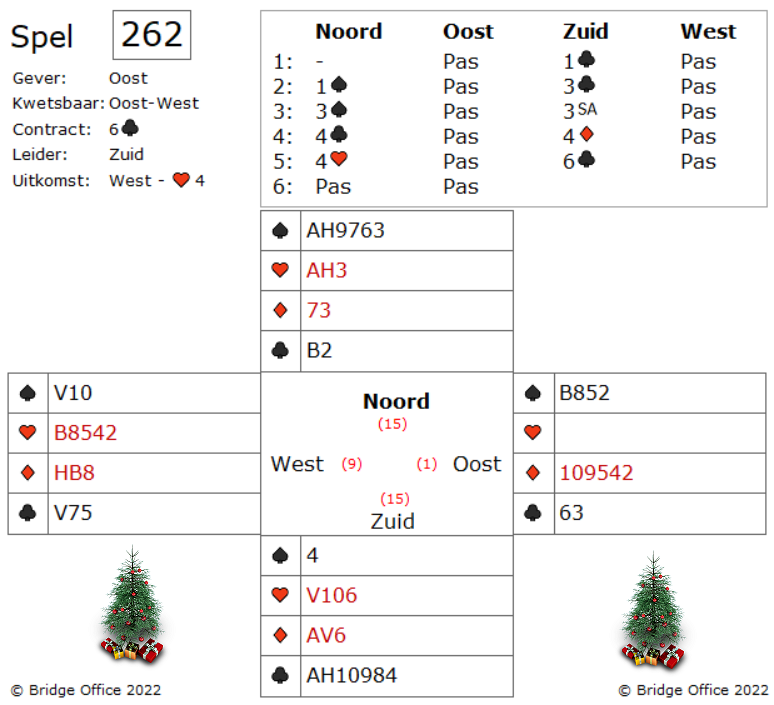 Spel 262
Gever: Oost
Kwetsbaar: Oost-West
Contract: 6♣
Leider: Zuid
Uitkomst: West - ♥ 4
Noord Oost Zuid West
1: - Pas 1♣ Pas
2: 1♠ Pas 3♣ Pas
3: 3♠ Pas 3SA Pas
4: 4♣ Pas 4♦ Pas
5: 4♥ Pas 6♣ Pas
6: Pas Pas
♠ AH9763
♥ AH3
♦ 73
♣ B2
♠ V10
♥ B8542
♦ HB8
♣ V75
Noord
(15)
West (9) (1) Oost
(15)
Zuid
♠ B852
♥
♦ 109542
♣ 63
♠ 4
♥ V106
♦ AV6
♣ AH10984
© Bridge Office 2022
© Bridge Office 2022